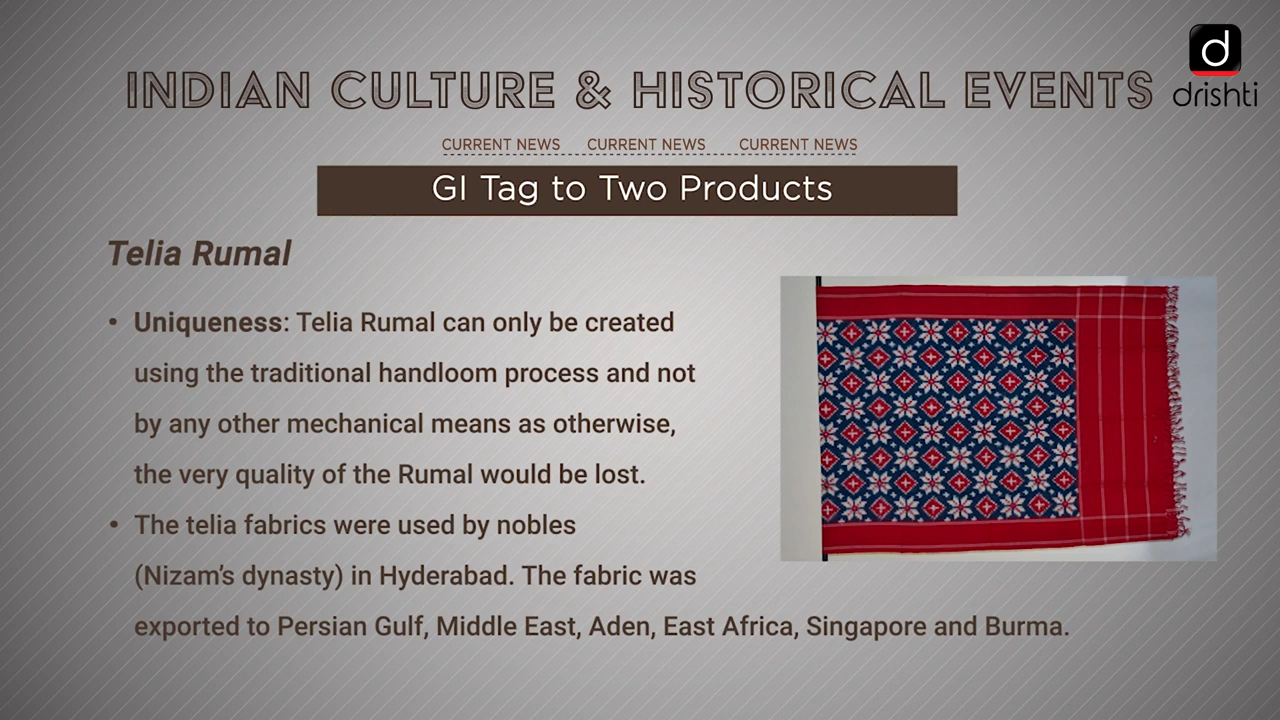 INDIAN CULTURE & HISTORICAL EVENTS
d
drishti
CURRENT NEWS CURRENT NEWS CURRENT NEWS
GI Tag to Two Products
Telia Rumal
• Uniqueness: Telia Rumal can only be created
using the traditional handloom process and not
by any other mechanical means as otherwise,
the very quality of the Rumal would be lost.
• The telia fabrics were used by nobles
(Nizam's dynasty) in Hyderabad. The fabric was
exported to Persian Gulf, Middle East, Aden, East Africa, Singapore and Burma.